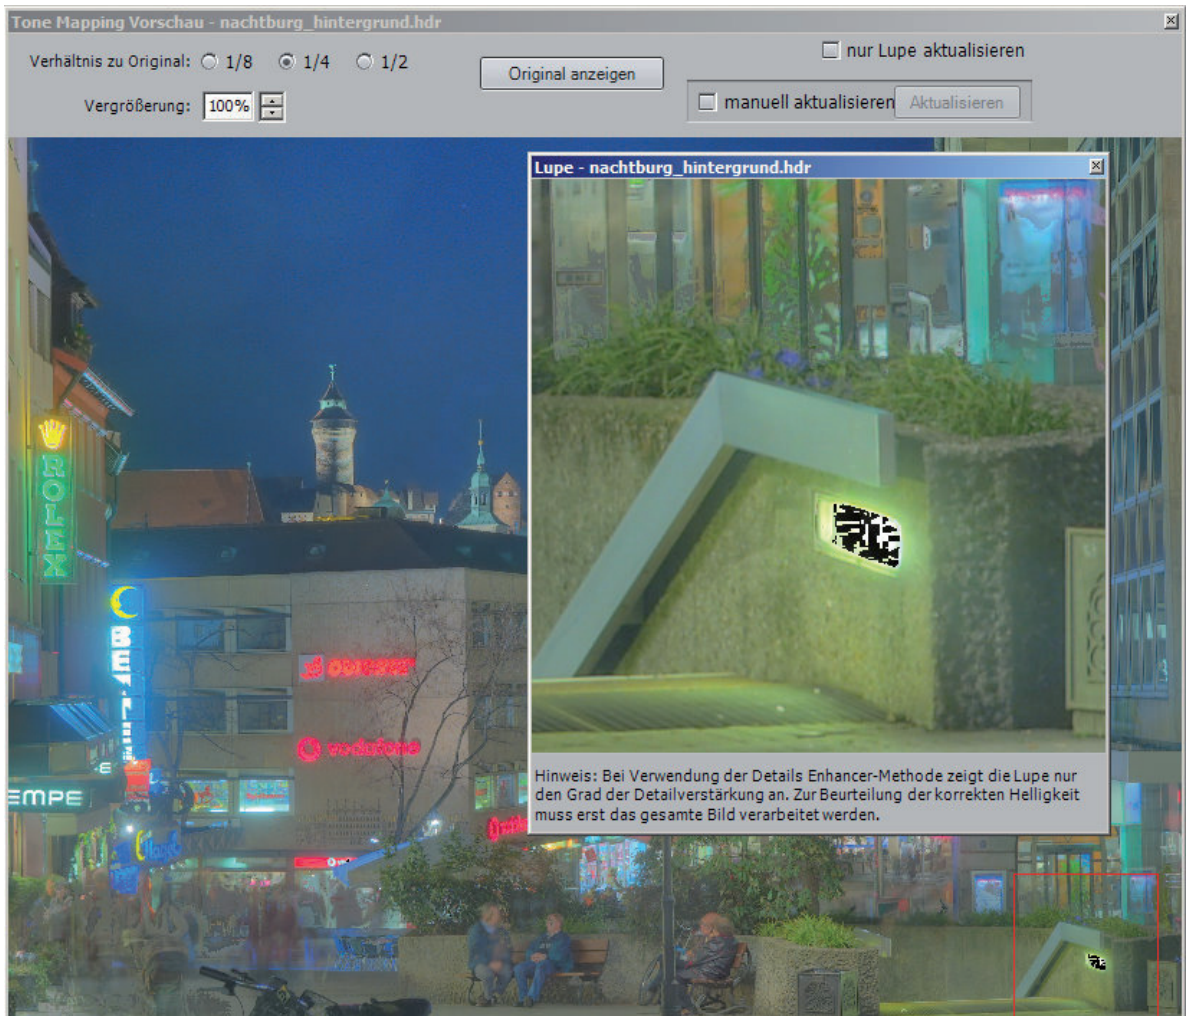 Tone Mapping Vorschau - nachtburg_hintergrund.hdr
Verhältnis zu Original: 1/8 1/4 1/2
Original anzeigen
nur Lupe aktualisieren
Vergrößerung: 100%
manuell aktualisieren Aktualisieren
Lupe - nachtburg_hintergrund.hdr
ROLEX
vodafone
EMPE
Hinweis: Bei Verwendung der Details Enhancer-Methode zeigt die Lupe nur
den Grad der Detailverstärkung an. Zur Beurteilung der korrekten Helligkeit
muss erst das gesamte Bild verarbeitet werden.